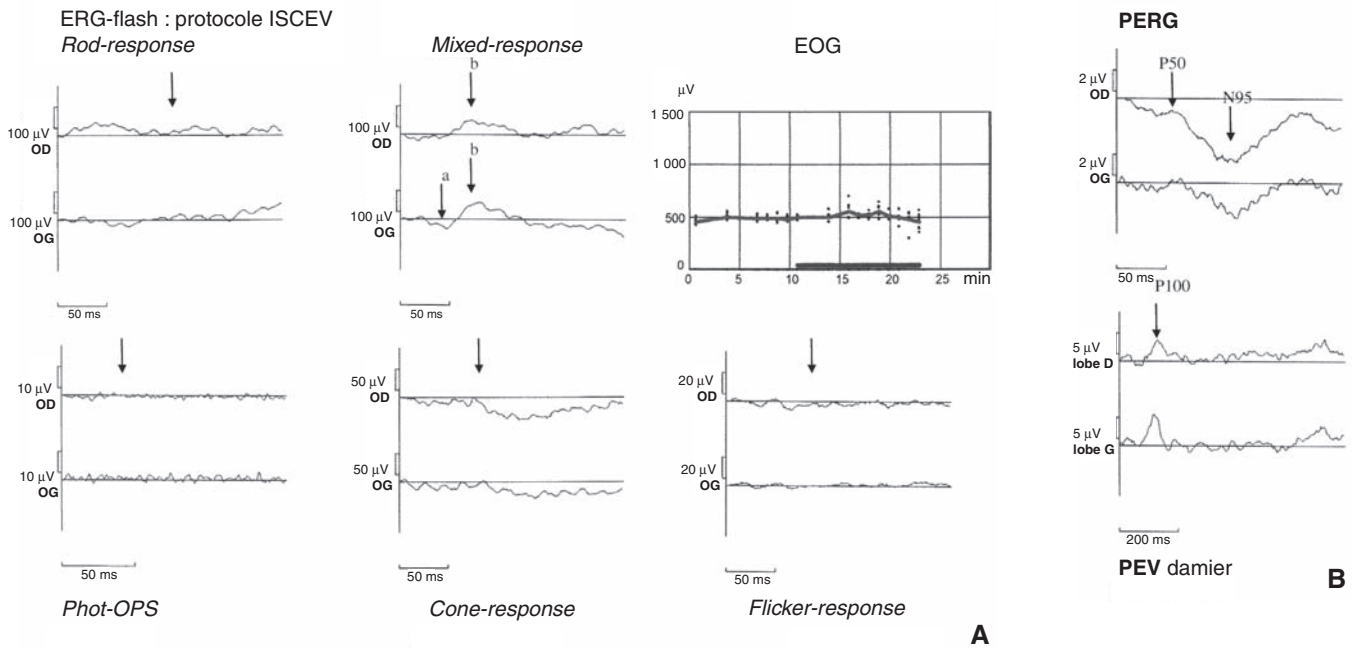 ERG-flash : protocole ISCEV
Rod-response
100 µV
OD
100 µV
OG
50 ms
Mixed-response
b
100 µV
OD
b
a
100 µV
OG
50 ms
EOG
µV
1 500
1 000
500
0
0 5 10 15 20 25 min
10 µV
OD
10 µV
OG
50 ms
Phot-OPS
50 µV
OD
50 µV
OG
50 ms
Cone-response
20 µV
OD
20 µV
OG
50 ms
Flicker-response
A
PERG
P50
2 µV
OD
N95
2 µV
OG
50 ms
P100
5 µV
lobe D
5 µV
lobe G
200 ms
PEV damier
B